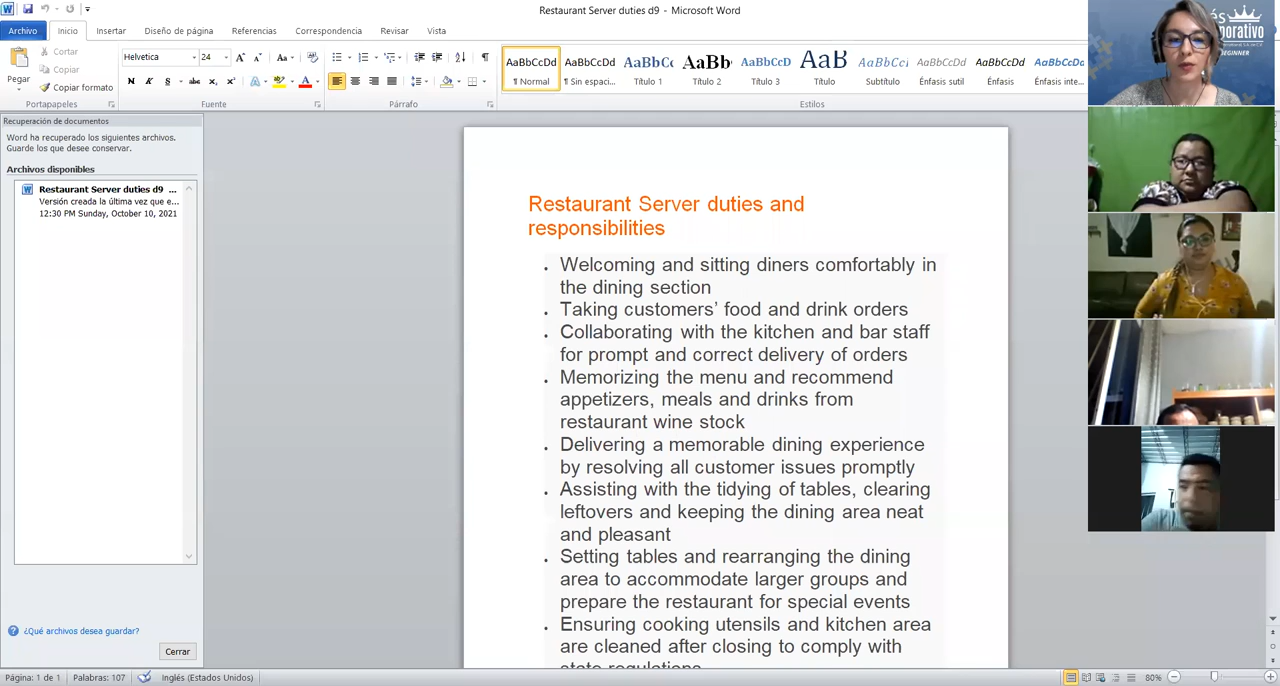 Restaurant Server duties d9 - Microsoft Word
Archivo Inicio Insertar Diseño de página Referencias Correspondencia Revisar Vista
Pegar
Cortar
Copiar
Copiar formato
Portapapeles
Helvetica 24
Fuente
Párrafo
AaBbCcDd AaBbCcDd AaBbCc AaBb AaBbCcDd AaB AaBbCc AaBbCcDd AaBbCcDd AaBbCcDd
¶ Normal ¶ Sin espaci... Título 1 Título 2 Título 3 Título Subtítulo Énfasis sutil Énfasis Énfasis inte...
Estilos
Recuperación de documentos
Word ha recuperado los siguientes archivos.
Guarde los que desee conservar.
Archivos disponibles
Restaurant Server duties d9 ...
Versión creada la última vez que e...
12:30 PM Sunday, October 10, 2021
¿Qué archivos desea guardar?
Cerrar
Restaurant Server duties and
responsibilities
• Welcoming and sitting diners comfortably in
the dining section
• Taking customers’ food and drink orders
• Collaborating with the kitchen and bar staff
for prompt and correct delivery of orders
• Memorizing the menu and recommend
appetizers, meals and drinks from
restaurant wine stock
• Delivering a memorable dining experience
by resolving all customer issues promptly
• Assisting with the tidying of tables, clearing
leftovers and keeping the dining area neat
and pleasant
• Setting tables and rearranging the dining
area to accommodate larger groups and
prepare the restaurant for special events
• Ensuring cooking utensils and kitchen area
are cleaned after closing to comply with
state regulations
Página: 1 de 1 Palabras: 107 Inglés (Estados Unidos) 80%